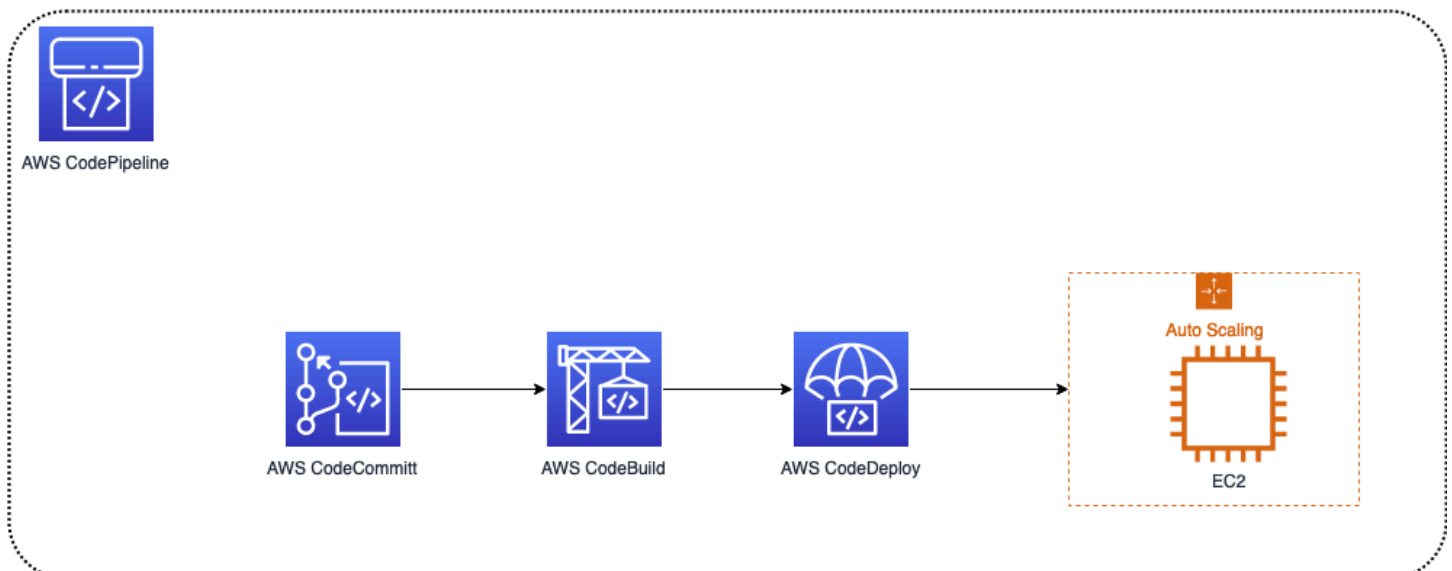 AWS CodePipeline
Auto Scaling
AWS CodeCommitt
AWS CodeBuild
AWS CodeDeploy
EC2